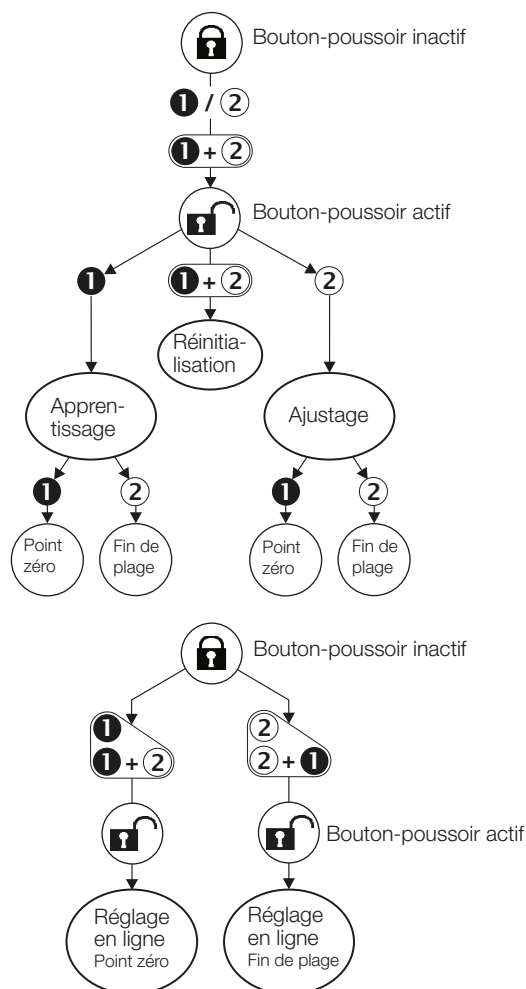 Bouton-poussoir inactif
1 / 2
1 + 2
Bouton-poussoir actif
1
1 + 2
2
Réinitia-
lisation
Appren-
tissage
Ajustage
1
2
1
2
Point
zéro
Fin de
plage
Point
zéro
Fin de
plage
Bouton-poussoir inactif
1
1 + 2
2
2 + 1
Bouton-poussoir actif
Réglage
en ligne
Point zéro
Réglage
en ligne
Fin de plage